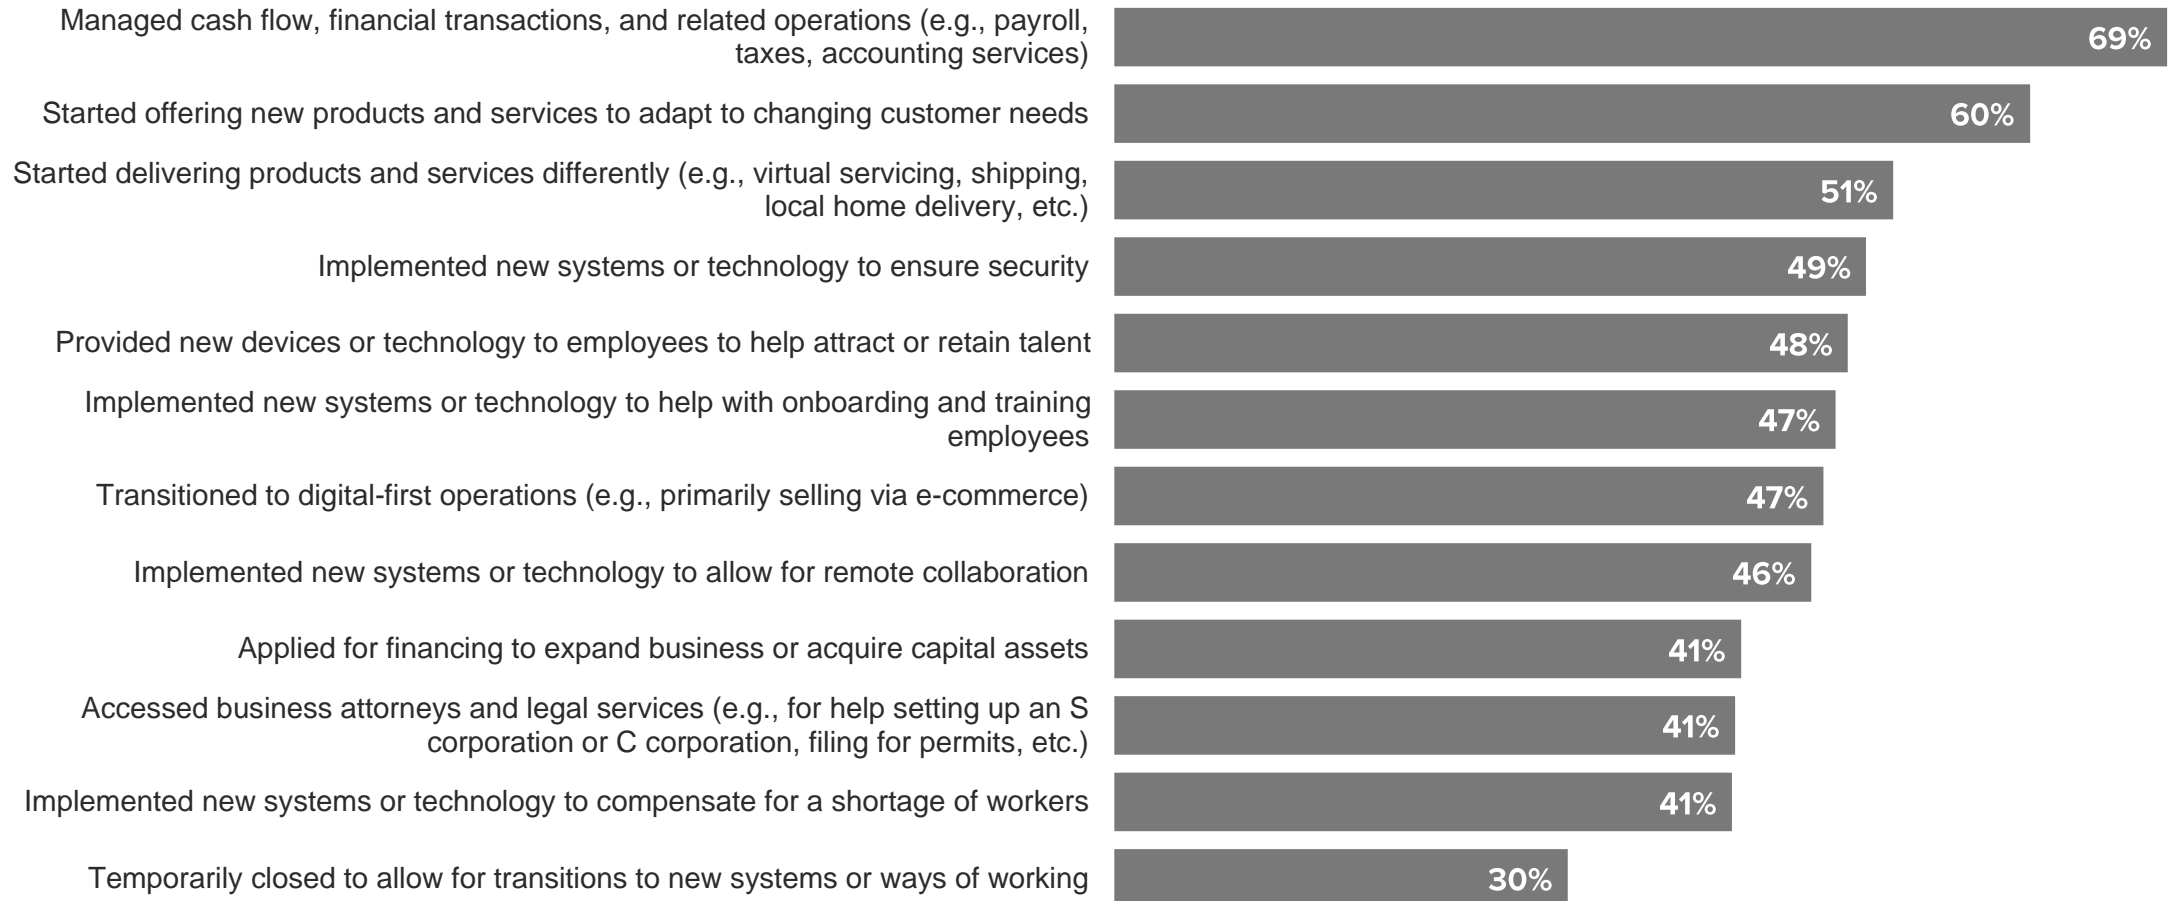 Managed cash flow, financial transactions, and related operations (e.g., payroll,
taxes, accounting services)
69%
Started offering new products and services to adapt to changing customer needs
60%
Started delivering products and services differently (e.g., virtual servicing, shipping,
local home delivery, etc.)
51%
Implemented new systems or technology to ensure security
49%
Provided new devices or technology to employees to help attract or retain talent
48%
Implemented new systems or technology to help with onboarding and training
employees
47%
Transitioned to digital-first operations (e.g., primarily selling via e-commerce)
47%
Implemented new systems or technology to allow for remote collaboration
46%
Applied for financing to expand business or acquire capital assets
41%
Accessed business attorneys and legal services (e.g., for help setting up an S
corporation or C corporation, filing for permits, etc.)
41%
Implemented new systems or technology to compensate for a shortage of workers
41%
Temporarily closed to allow for transitions to new systems or ways of working
30%